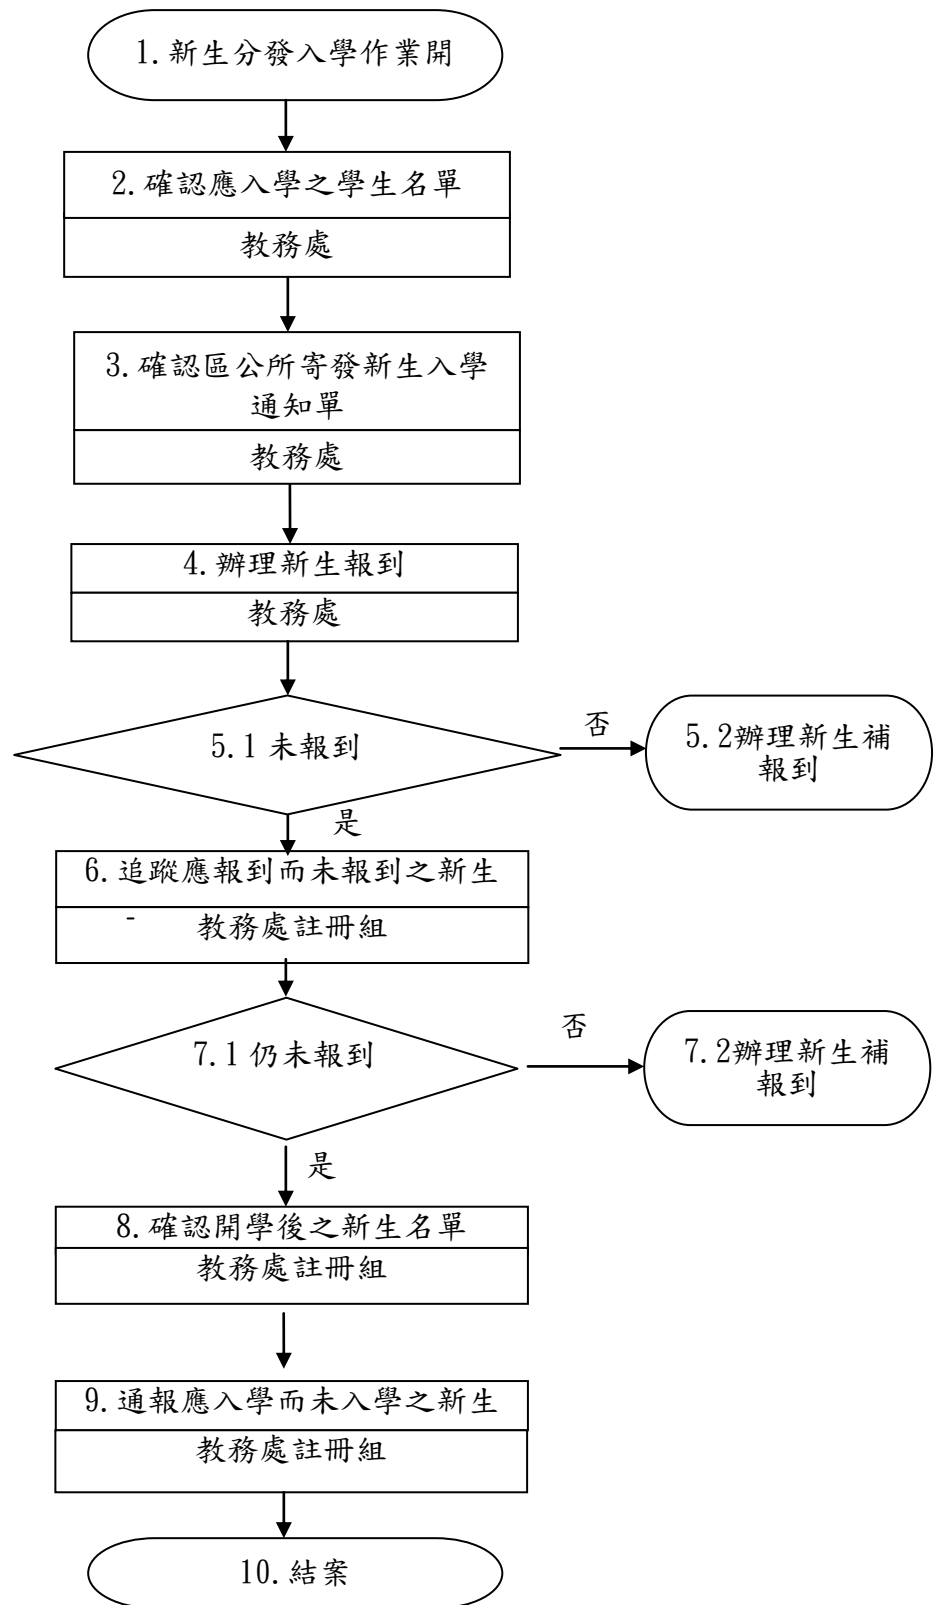 1.新生分發入學作業開
2.確認應入學之學生名單
教務處
3.確認區公所寄發新生入學
通知單
教務處
4.辦理新生報到
教務處
5.1 未報到
否
5.2辦理新生補
報到
是
6.追蹤應報到而未報到之新生
- 教務處註冊組
7.1 仍未報到
否
7.2辦理新生補
報到
是
8.確認開學後之新生名單
教務處註冊組
9.通報應入學而未入學之新生
教務處註冊組
10.結案